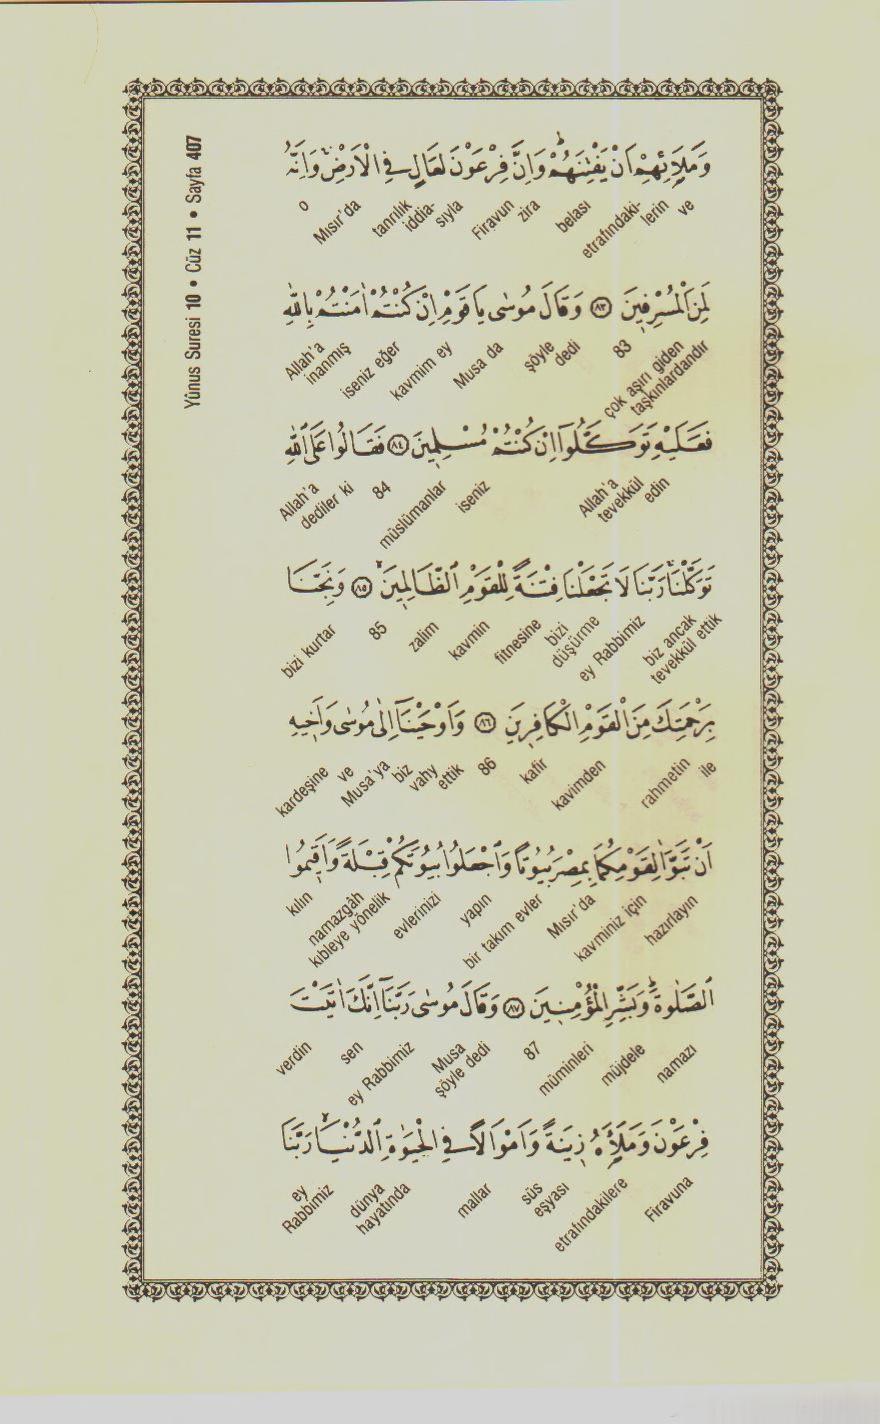 Yûnus Suresi 10 • Cüz 11 • Sayfa 407
وَمَلَا۬ئِهِمْ اَنْ يَفْتِنَهُمْۜ وَاِنَّ فِرْعَوْنَ لَعَالٍ فِي الْاَرْضِۚ وَاِنَّهُ
ve etrafındaki- lerin belası zira Firavun tanrılık iddia- sıyla Mısır'da o
لَمِنَ الْمُسْرِفِينَ ﴿٨٣﴾ وَقَالَ مُوسٰى يَا قَوْمِ اِنْ كُنْتُمْ اٰمَنْتُمْ بِاللّٰهِ
çok aşırı giden taşkınlardandır 83 şöyle dedi Musa da kavmim ey iseniz eğer Allah'a inanmış
فَعَلَيْهِ تَوَكَّلُٓوا اِنْ كُنْتُمْ مُسْلِمِينَ ﴿٨٤﴾ فَقَالُوا عَلَى اللّٰهِ
Allah'a tevekkül edin iseniz müslümanlar 84 Allah'a dediler ki
تَوَكَّلْنَاۚ رَبَّنَا لَا تَجْعَلْنَا فِتْنَةً لِلْقَوْمِ الظَّالِمِينَۙ ﴿٨٥﴾ وَنَجِّنَا
biz ancak tevekkül ettik ey Rabbimiz bizi düşürme fitnesine kavmin zalim 85 bizi kurtar
بِرَحْمَتِكَ مِنَ الْقَوْمِ الْكَافِرِينَ ﴿٨٦﴾ وَاَوْحَيْنَٓا اِلٰى مُوسٰى وَاَخِيهِ
ile rahmetin kavimden kafir 86 biz vahy ettik Musa'ya ve kardeşine
اَنْ تَبَوَّاٰ لِقَوْمِكُمَا بِمِصْرَ بُيُوتًا وَاجْعَلُوا بُيُوتَكُمْ قِبْلَةً وَاَقِيمُوا
hazırlayın kavminiz için Mısır'da bir takım evler yapın evlerinizi namazgâh kıbleye yönelik kılın
الصَّلٰوةَۜ وَبَشِّرِ الْمُؤْمِنِينَ ﴿٨٧﴾ وَقَالَ مُوسٰى رَبَّنَٓا اِنَّكَ اٰتَيْتَ
namazı müjdele müminleri 87 Musa şöyle dedi ey Rabbimiz sen verdin
فِرْعَوْنَ وَمَلَاَهُ زِينَةً وَاَمْوَالًا فِي الْحَيٰوةِ الدُّنْيَاۙ رَبَّنَا
Firavuna etrafındakilere süs eşyası mallar dünya hayatında ey Rabbimiz